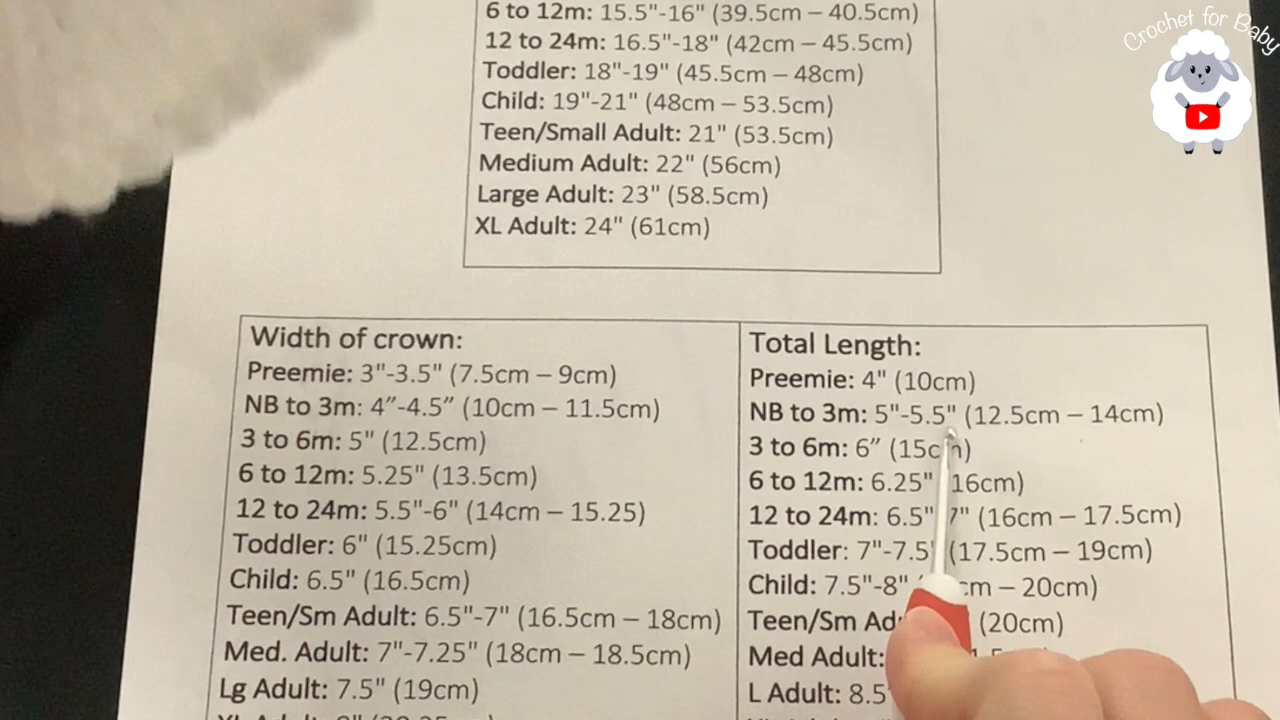 Crochet for Baby
6 to 12m: 15.5"-16" (39.5cm – 40.5cm)
12 to 24m: 16.5"-18" (42cm – 45.5cm)
Toddler: 18"-19" (45.5cm – 48cm)
Child: 19"-21" (48cm – 53.5cm)
Teen/Small Adult: 21" (53.5cm)
Medium Adult: 22" (56cm)
Large Adult: 23" (58.5cm)
XL Adult: 24" (61cm)
Width of crown:
Preemie: 3"-3.5" (7.5cm – 9cm)
NB to 3m: 4”-4.5” (10cm – 11.5cm)
3 to 6m: 5" (12.5cm)
6 to 12m: 5.25" (13.5cm)
12 to 24m: 5.5"-6" (14cm – 15.25)
Toddler: 6" (15.25cm)
Child: 6.5" (16.5cm)
Teen/Sm Adult: 6.5"-7" (16.5cm – 18cm)
Med. Adult: 7"-7.25" (18cm – 18.5cm)
Lg Adult: 7.5" (19cm)
Total Length:
Preemie: 4" (10cm)
NB to 3m: 5"-5.5" (12.5cm – 14cm)
3 to 6m: 6” (15cm)
6 to 12m: 6.25" 16cm)
12 to 24m: 6.5" 7" (16cm – 17.5cm)
Toddler: 7"-7.5 (17.5cm – 19cm)
Child: 7.5"-8" cm – 20cm)
Teen/Sm (20cm)
Med Adult:
L Adult: 8.5